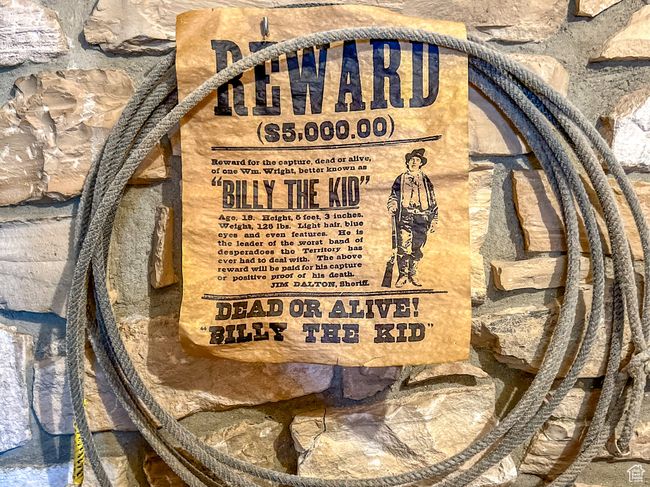 REWARD
($5,000.00)
Reward for the capture, dead or alive,
of one Wm. Wright, better known as
"BILLY THE KID"
Age, 18. Height, 5 feet, 3 inches.
Weight, 125 lbs. Light hair, blue
eyes and even features. He is
the leader of the worst band of
desperadoes the Territory has
ever had to deal with. The above
reward will be paid for his capture
or positive proof of his death.
JIM DALTON, Sheriff.
DEAD OR ALIVE!
"BILLY THE KID"